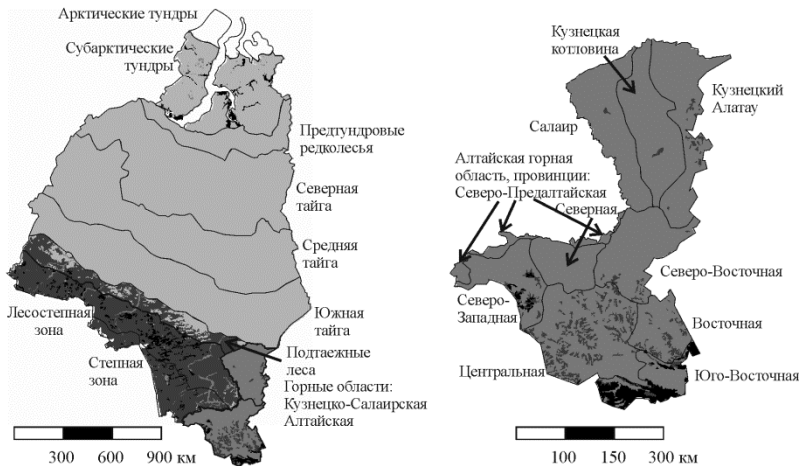 Арктические тундры
Субарктические
тундры
Предтундровые
редколесья
Северная
тайга
Средняя
тайга
Южная
тайга
Лесостепная
зона
Степная
зона
Подтаежные
леса
Горные области:
Кузнецко-Салаирская
Алтайская
300 600 900 км
Кузнецкая
котловина
Кузнецкий
Алатау
Салаир
Алтайская горная
область, провинции:
Северо-Предалтайская
Северная
Северо-Восточная
Северо-
Западная
Восточная
Центральная
Юго-Восточная
100 150 300 км